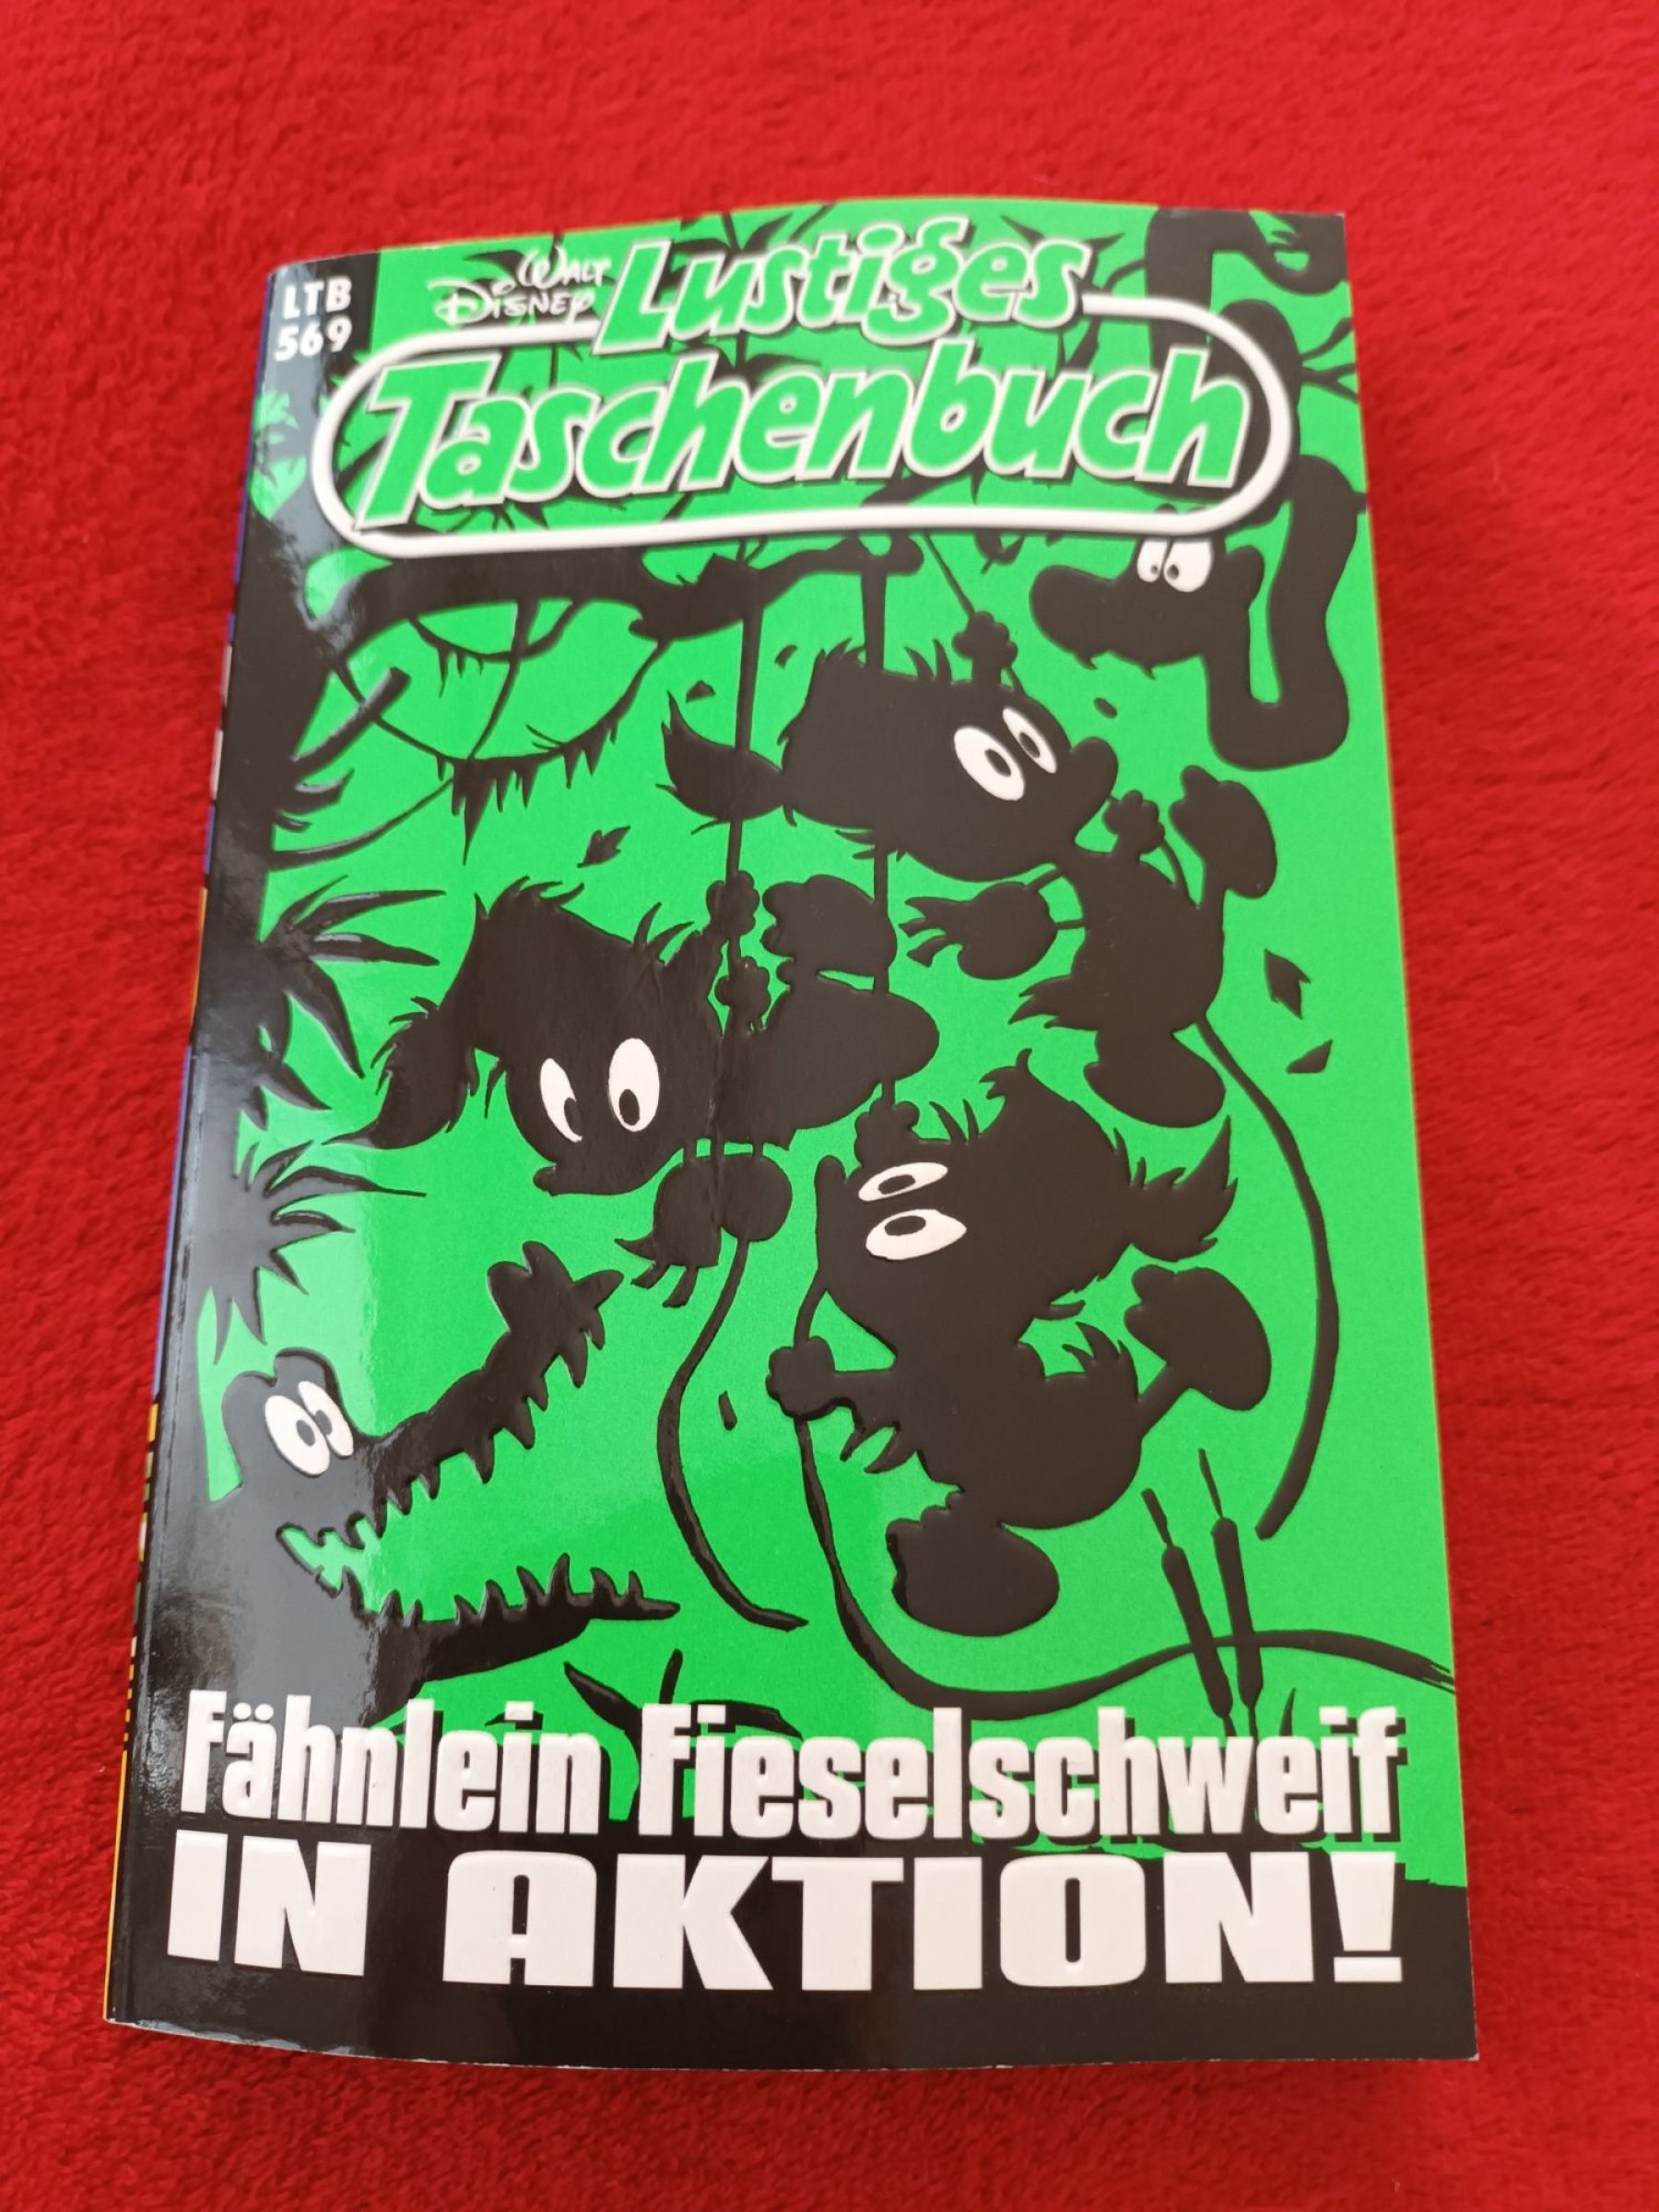 LTB
569
WALT
DISNEY
Lustiges
Taschenbuch
Fähnlein Fieselschweif
IN AKTION!